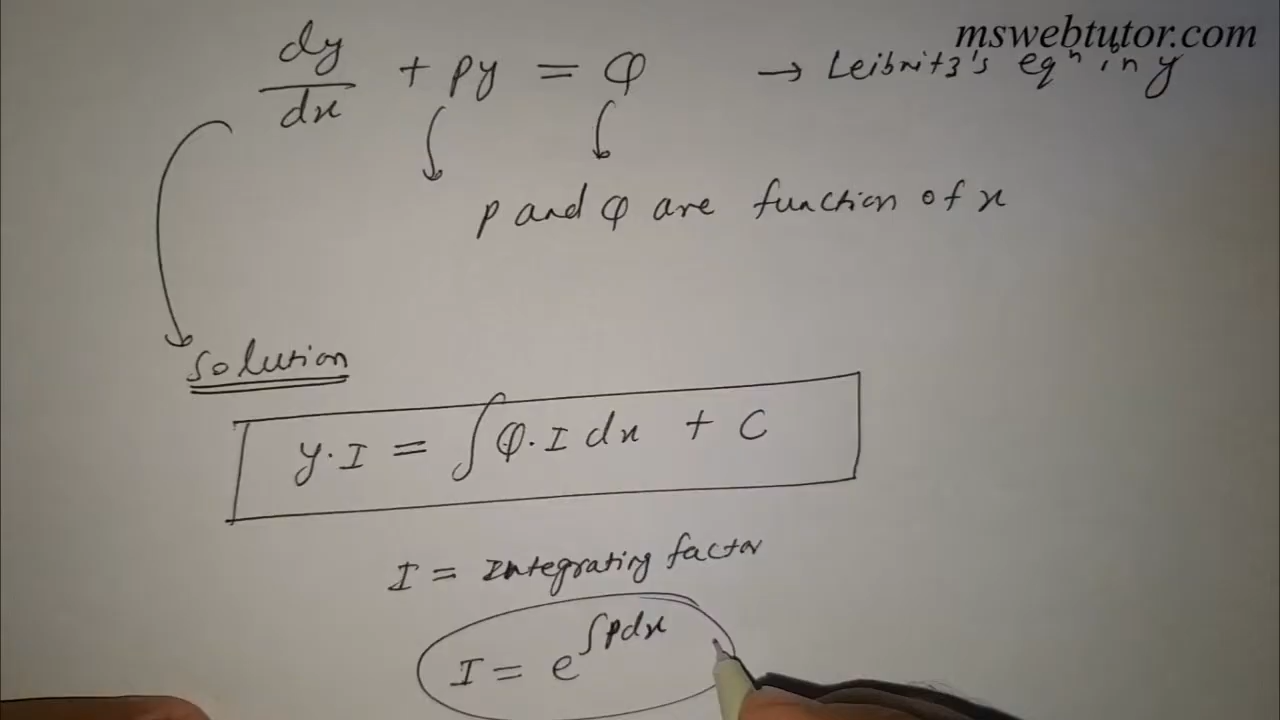 mswebtutor.com
dy/dx + py = φ → Leibnitz's eqⁿ in y
p and φ are function of x
Solution
y·I = ∫φ·I dx + C
I = Integrating factor
I = e^∫pdx